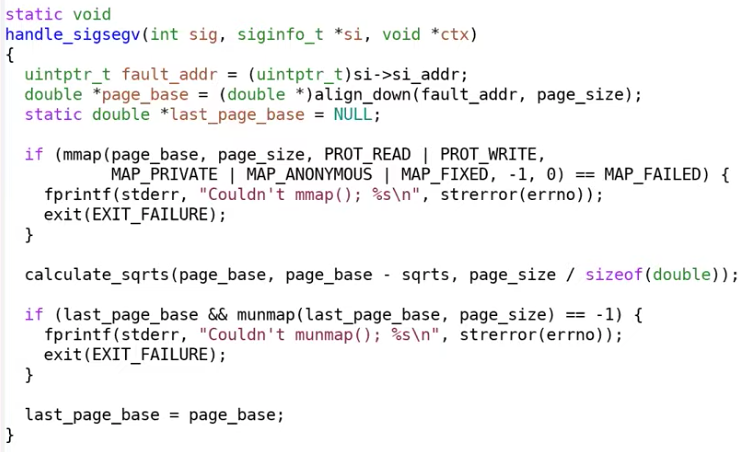 static void
handle_sigsegv(int sig, siginfo_t *si, void *ctx)
{
  uintptr_t fault_addr = (uintptr_t)si->si_addr;
  double *page_base = (double *)align_down(fault_addr, page_size);
  static double *last_page_base = NULL;

  if (mmap(page_base, page_size, PROT_READ | PROT_WRITE,
           MAP_PRIVATE | MAP_ANONYMOUS | MAP_FIXED, -1, 0) == MAP_FAILED) {
    fprintf(stderr, "Couldn't mmap(); %s\n", strerror(errno));
    exit(EXIT_FAILURE);
  }

  calculate_sqrts(page_base, page_base - sqrts, page_size / sizeof(double));

  if (last_page_base && munmap(last_page_base, page_size) == -1) {
    fprintf(stderr, "Couldn't munmap(); %s\n", strerror(errno));
    exit(EXIT_FAILURE);
  }

  last_page_base = page_base;
}